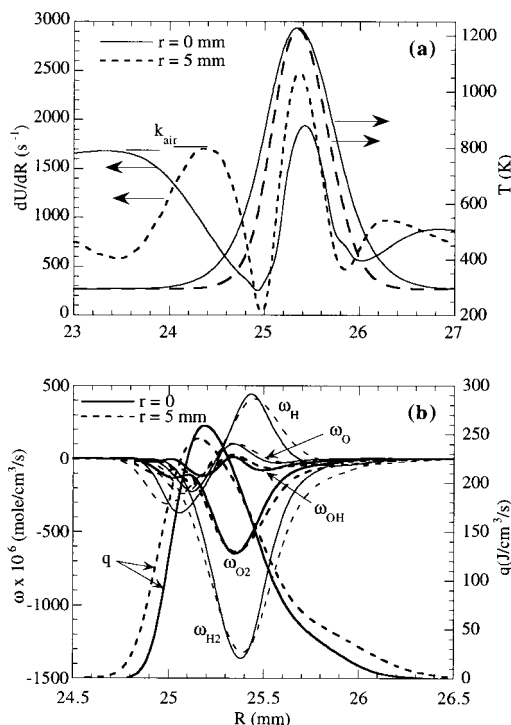 3000
2500
2000
1500
1000
500
0
dU/dR (s⁻¹)
r = 0 mm
r = 5 mm
(a)
k_air
1200
1000
800
600
400
200
T (K)
23 24 25 26 27
500
0
-500
-1000
-1500
ω x 10⁶ (mole/cm³/s)
r = 0
r = 5 mm
(b)
ω_H
ω_O
ω_OH
ω_O2
ω_H2
q
300
250
200
150
100
50
0
q(J/cm³/s)
24.5 25 25.5 26 26.5
R (mm)